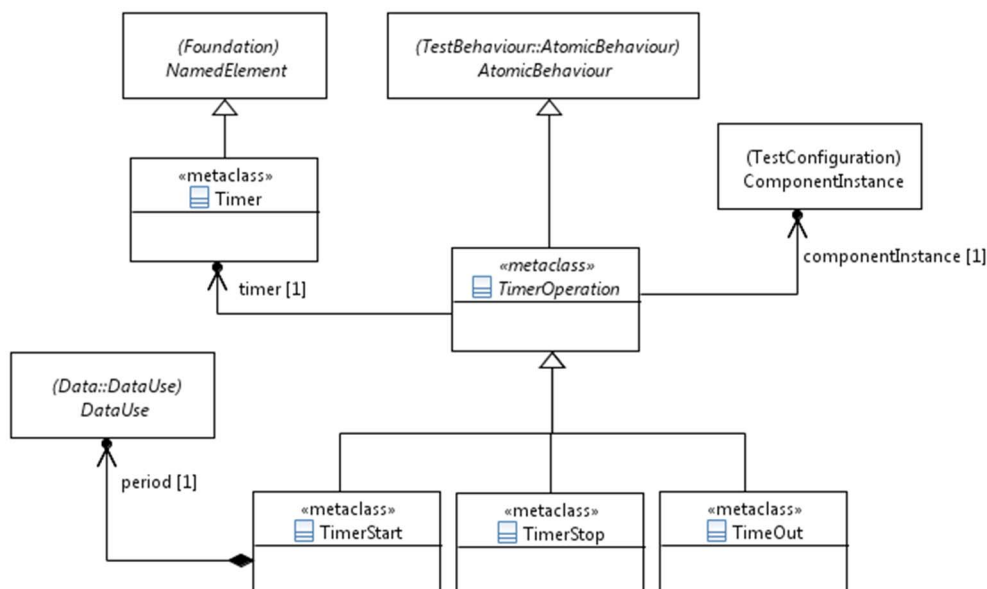 (Foundation)
NamedElement
(TestBehaviour::AtomicBehaviour)
AtomicBehaviour
(TestConfiguration)
ComponentInstance
«metaclass»
Timer
componentInstance [1]
«metaclass»
TimerOperation
timer [1]
(Data::DataUse)
DataUse
period [1]
«metaclass»
TimerStart
«metaclass»
TimerStop
«metaclass»
TimeOut